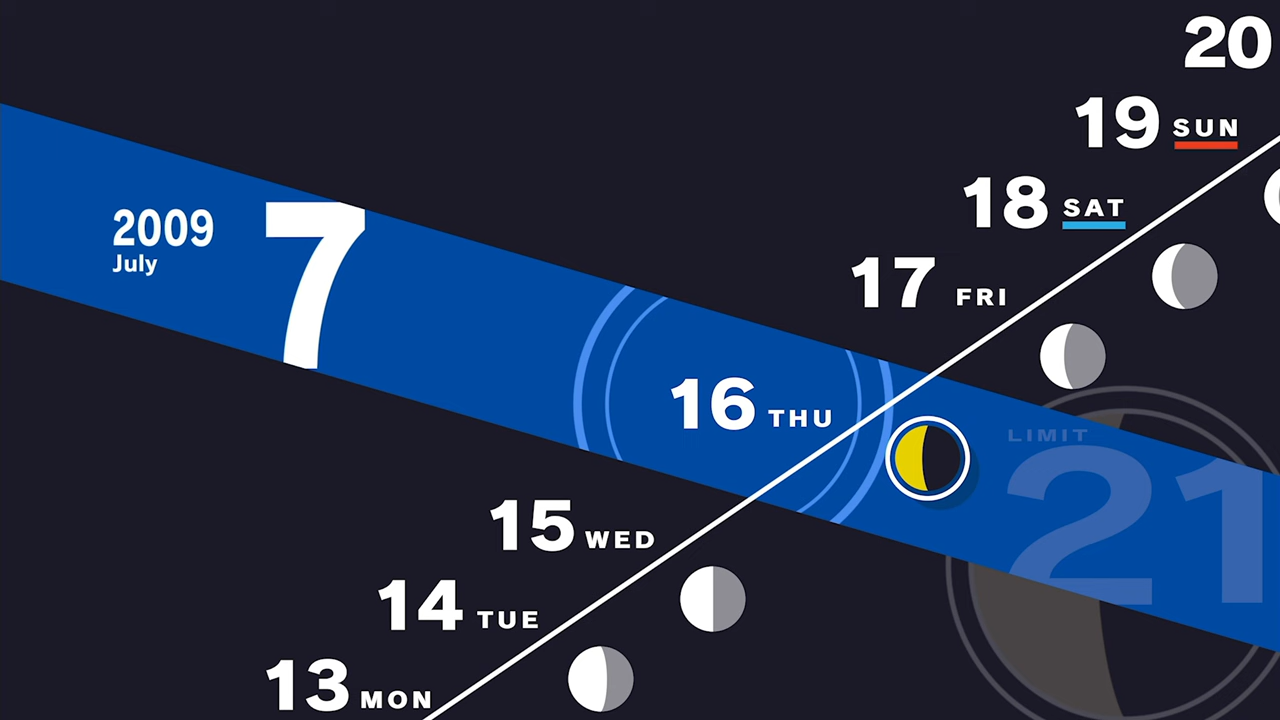 20
19 SUN
18 SAT
17 FRI
2009
July
7
16 THU
LIMIT
21
15 WED
14 TUE
13 MON